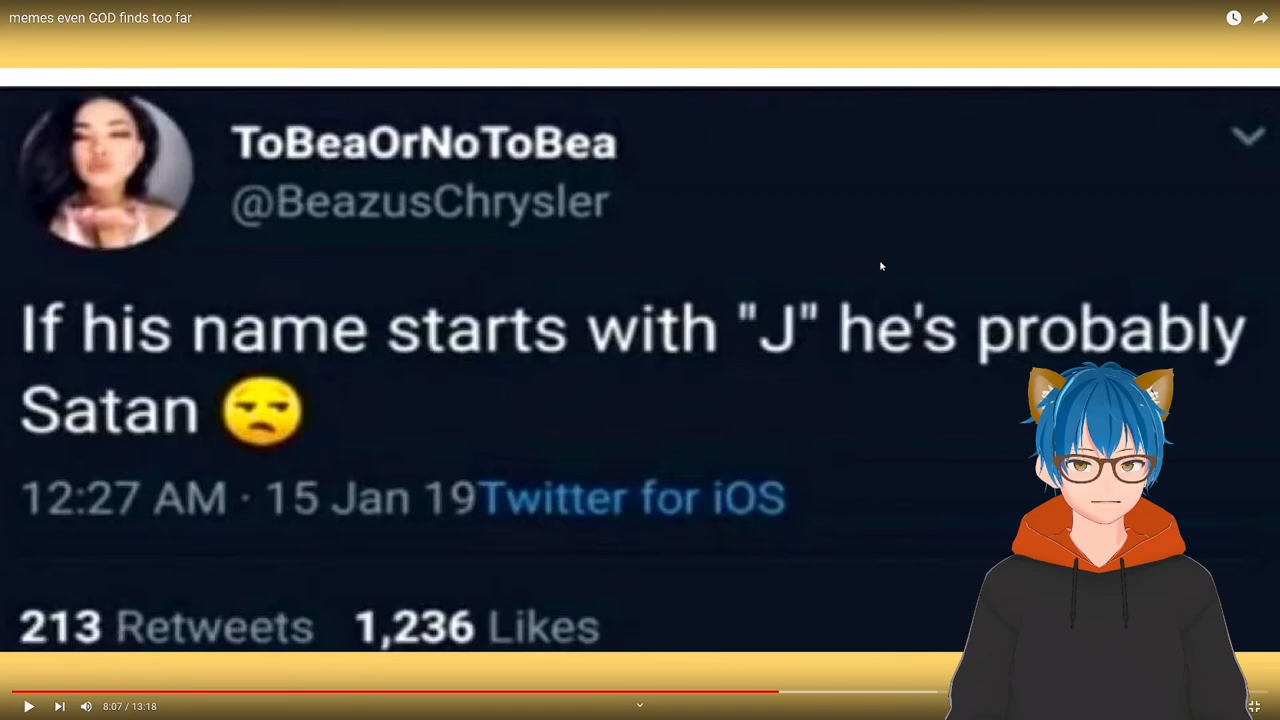 memes even GOD finds too far
ToBeaOrNoToBea
@BeazusChrysler
If his name starts with "J" he's probably
Satan 😒
12:27 AM · 15 Jan 19Twitter for iOS
213 Retweets 1,236 Likes
8:07 / 13:18